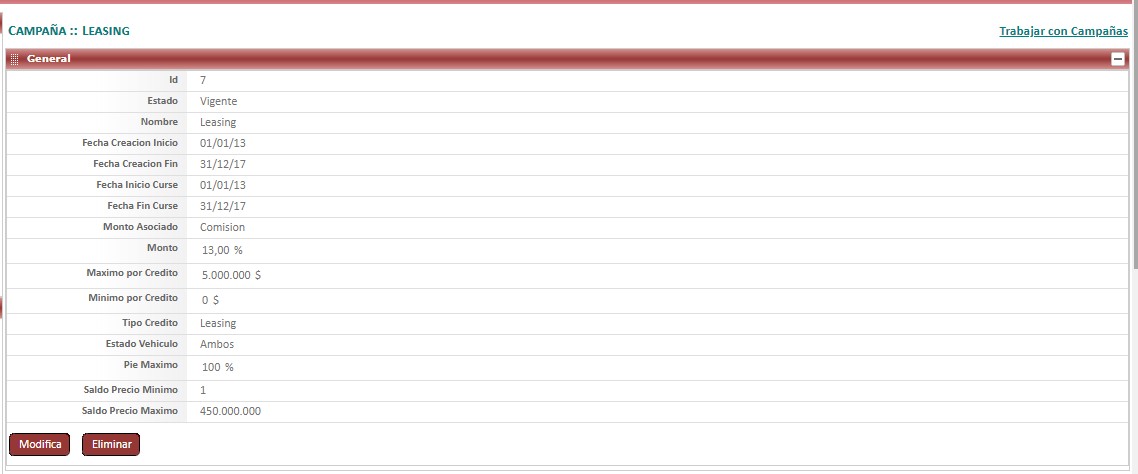 CAMPAÑA :: LEASING Trabajar con Campañas
General
Id 7
Estado Vigente
Nombre Leasing
Fecha Creacion Inicio 01/01/13
Fecha Creacion Fin 31/12/17
Fecha Inicio Curse 01/01/13
Fecha Fin Curse 31/12/17
Monto Asociado Comision
Monto 13,00 %
Maximo por Credito 5.000.000 $
Minimo por Credito 0 $
Tipo Credito Leasing
Estado Vehiculo Ambos
Pie Maximo 100 %
Saldo Precio Minimo 1
Saldo Precio Maximo 450.000.000
Modifica Eliminar